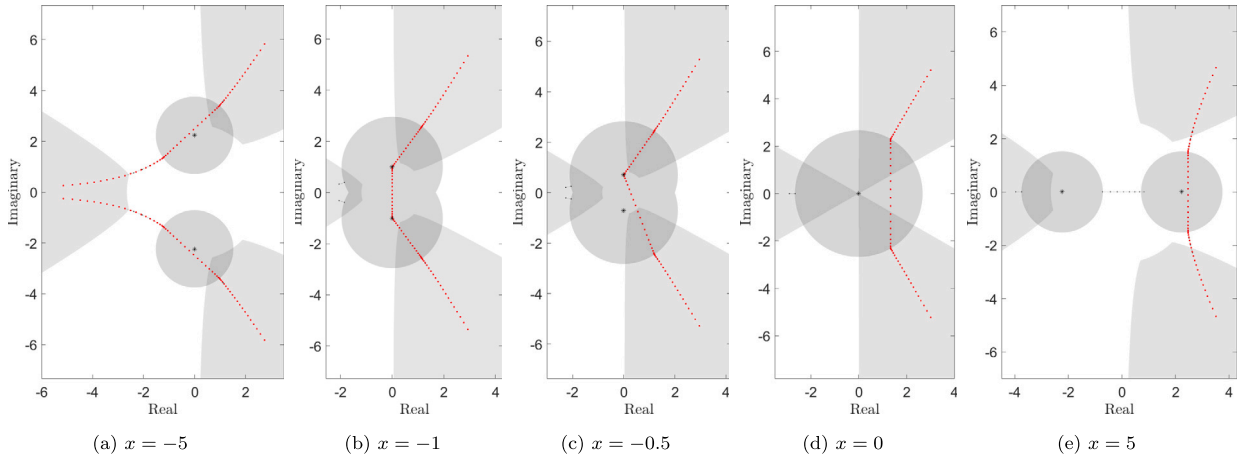 Imaginary
6
4
2
0
-2
-4
-6
-6 -4 -2 0 2
Real
(a) x = −5
Imaginary
6
4
2
0
-2
-4
-6
-2 0 2 4
Real
(b) x = −1
Imaginary
6
4
2
0
-2
-4
-6
-2 0 2 4
Real
(c) x = −0.5
Imaginary
6
4
2
0
-2
-4
-6
-2 0 2 4
Real
(d) x = 0
Imaginary
6
4
2
0
-2
-4
-6
-4 -2 0 2 4
Real
(e) x = 5